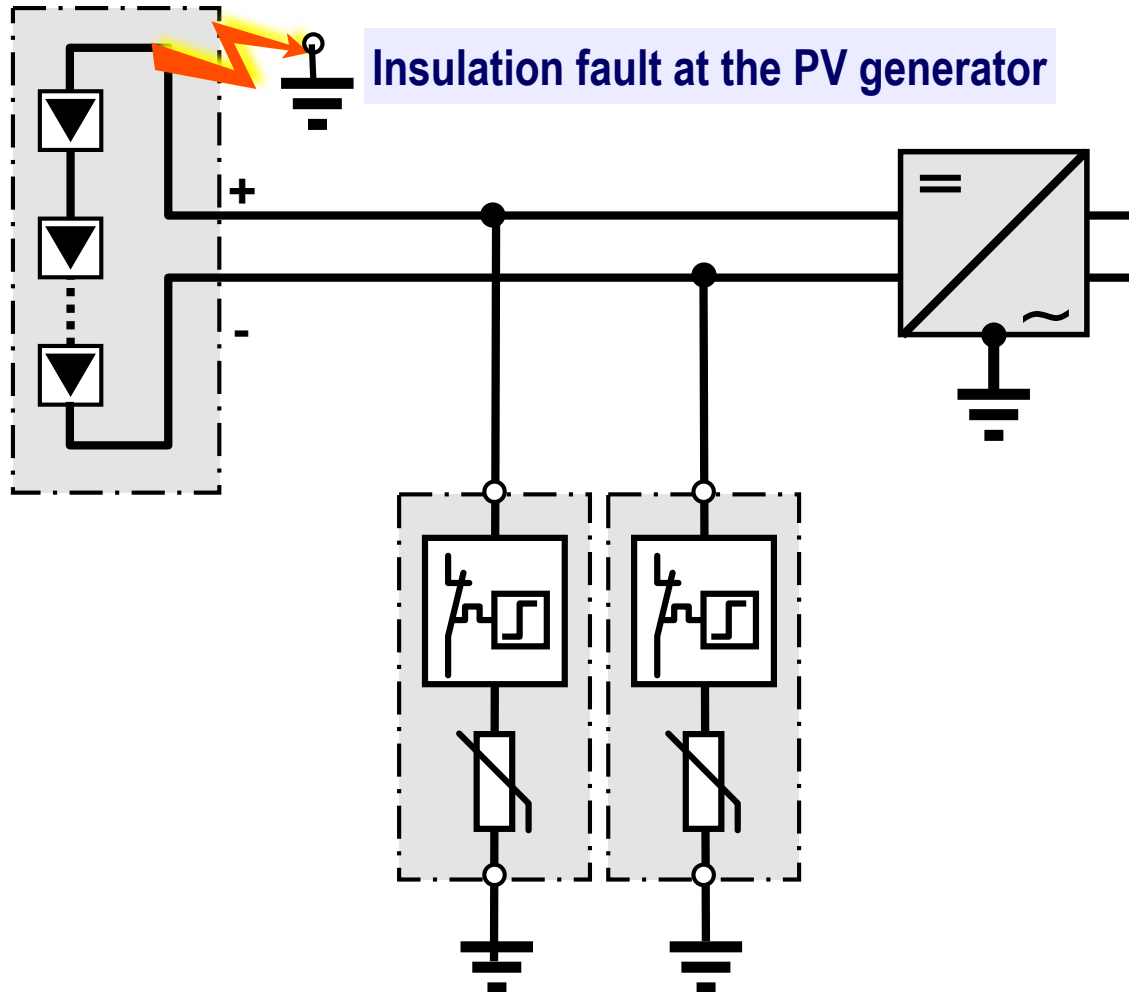 Insulation fault at the PV generator
+
-
=
~